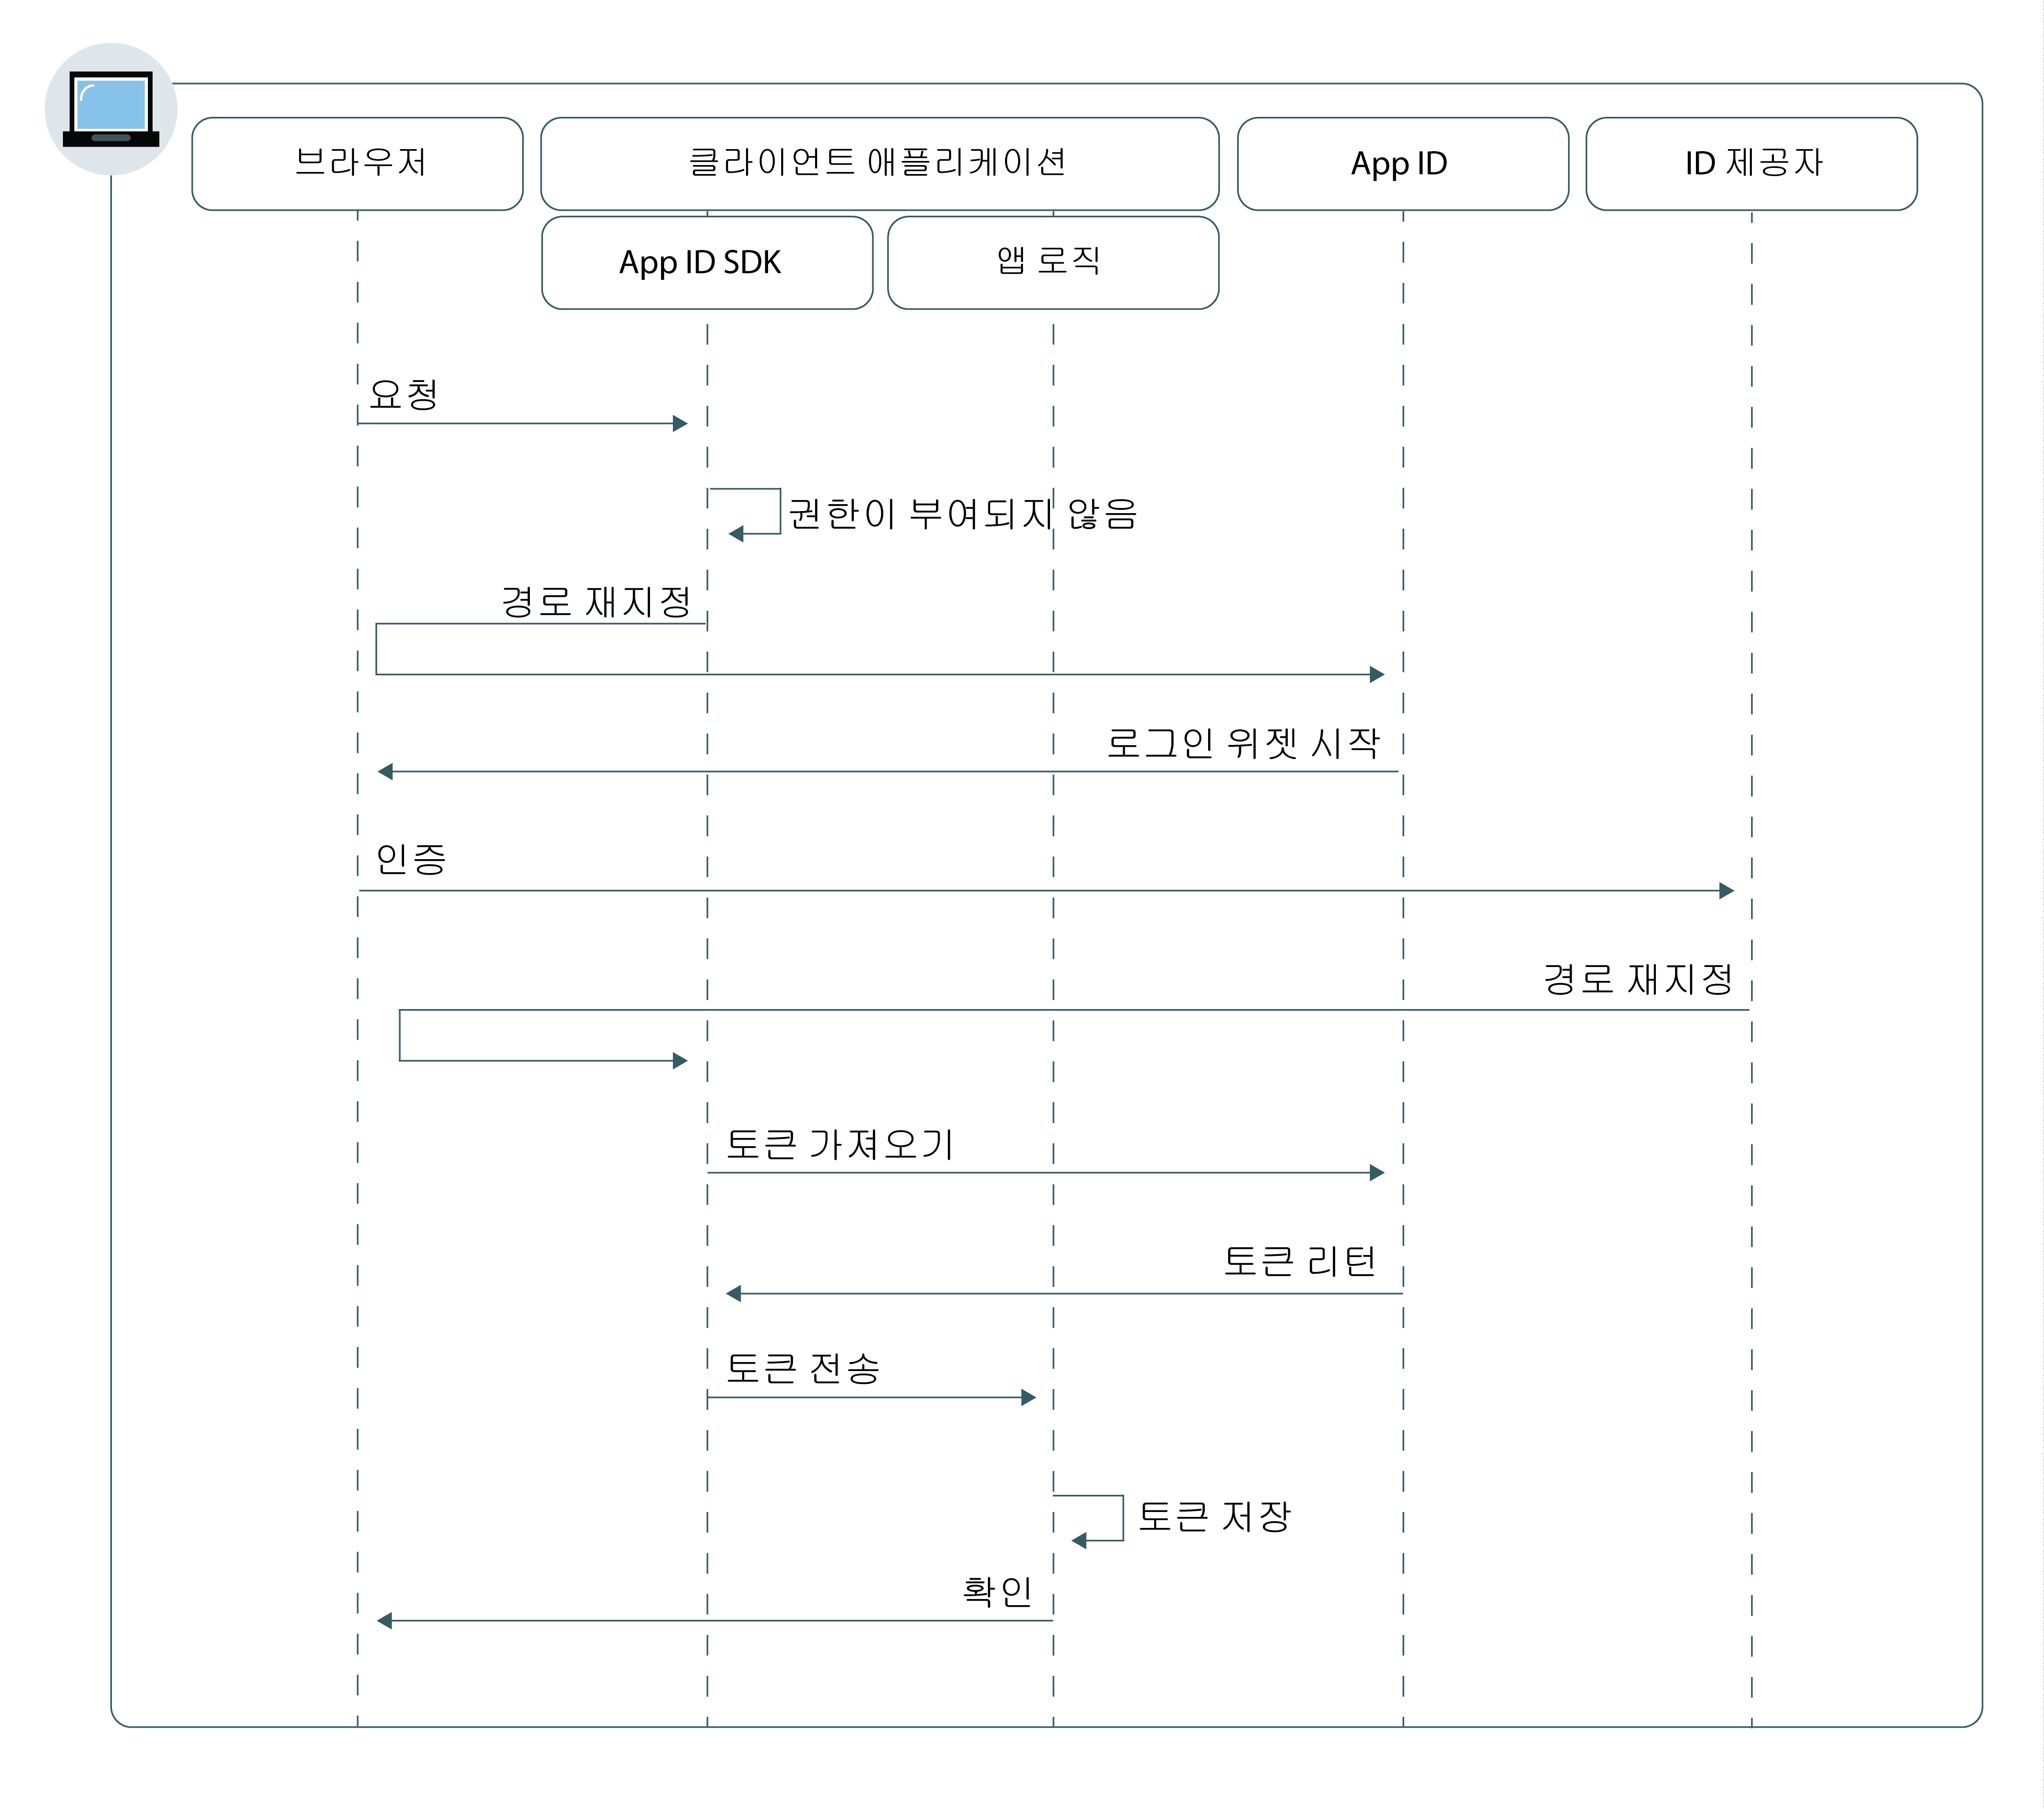 브라우저
클라이언트 애플리케이션
App ID
ID 제공자
App ID SDK
앱 로직
요청
권한이 부여되지 않음
경로 재지정
로그인 위젯 시작
인증
경로 재지정
토큰 가져오기
토큰 리턴
토큰 전송
토큰 저장
확인